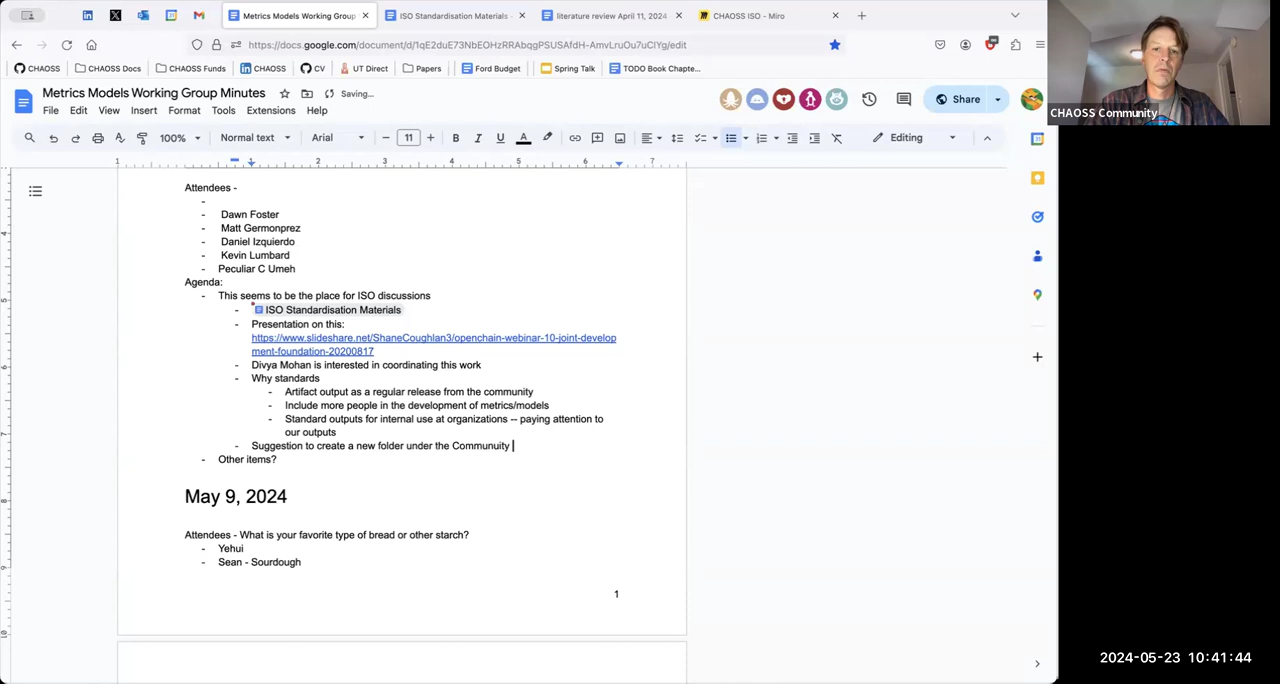 Metrics Models Working Group
ISO Standardisation Materials -
literature review April 11, 2024
CHAOSS ISO - Miro
https://docs.google.com/document/d/1qE2duE73NbEOHzRRAbqgPSUSAfdH-AmvLruOu7uClYg/edit
CHAOSS
CHAOSS Docs
CHAOSS Funds
CHAOSS
CV
UT Direct
Papers
Ford Budget
Spring Talk
TODO Book Chapte...
Metrics Models Working Group Minutes
Saving...
File Edit View Insert Format Tools Extensions Help
Share
100%
Normal text
Arial
11
Editing
CHAOSS Community
1 1 2 3 4 5 6 7
Attendees -
-
- Dawn Foster
- Matt Germonprez
- Daniel Izquierdo
- Kevin Lumbard
- Peculiar C Umeh
Agenda:
- This seems to be the place for ISO discussions
- ISO Standardisation Materials
- Presentation on this:
https://www.slideshare.net/ShaneCoughlan3/openchain-webinar-10-joint-develop
ment-foundation-20200817
- Divya Mohan is interested in coordinating this work
- Why standards
- Artifact output as a regular release from the community
- Include more people in the development of metrics/models
- Standard outputs for internal use at organizations -- paying attention to
our outputs
- Suggestion to create a new folder under the Communuity
- Other items?
May 9, 2024
Attendees - What is your favorite type of bread or other starch?
- Yehui
- Sean - Sourdough
1
2024-05-23 10:41:44